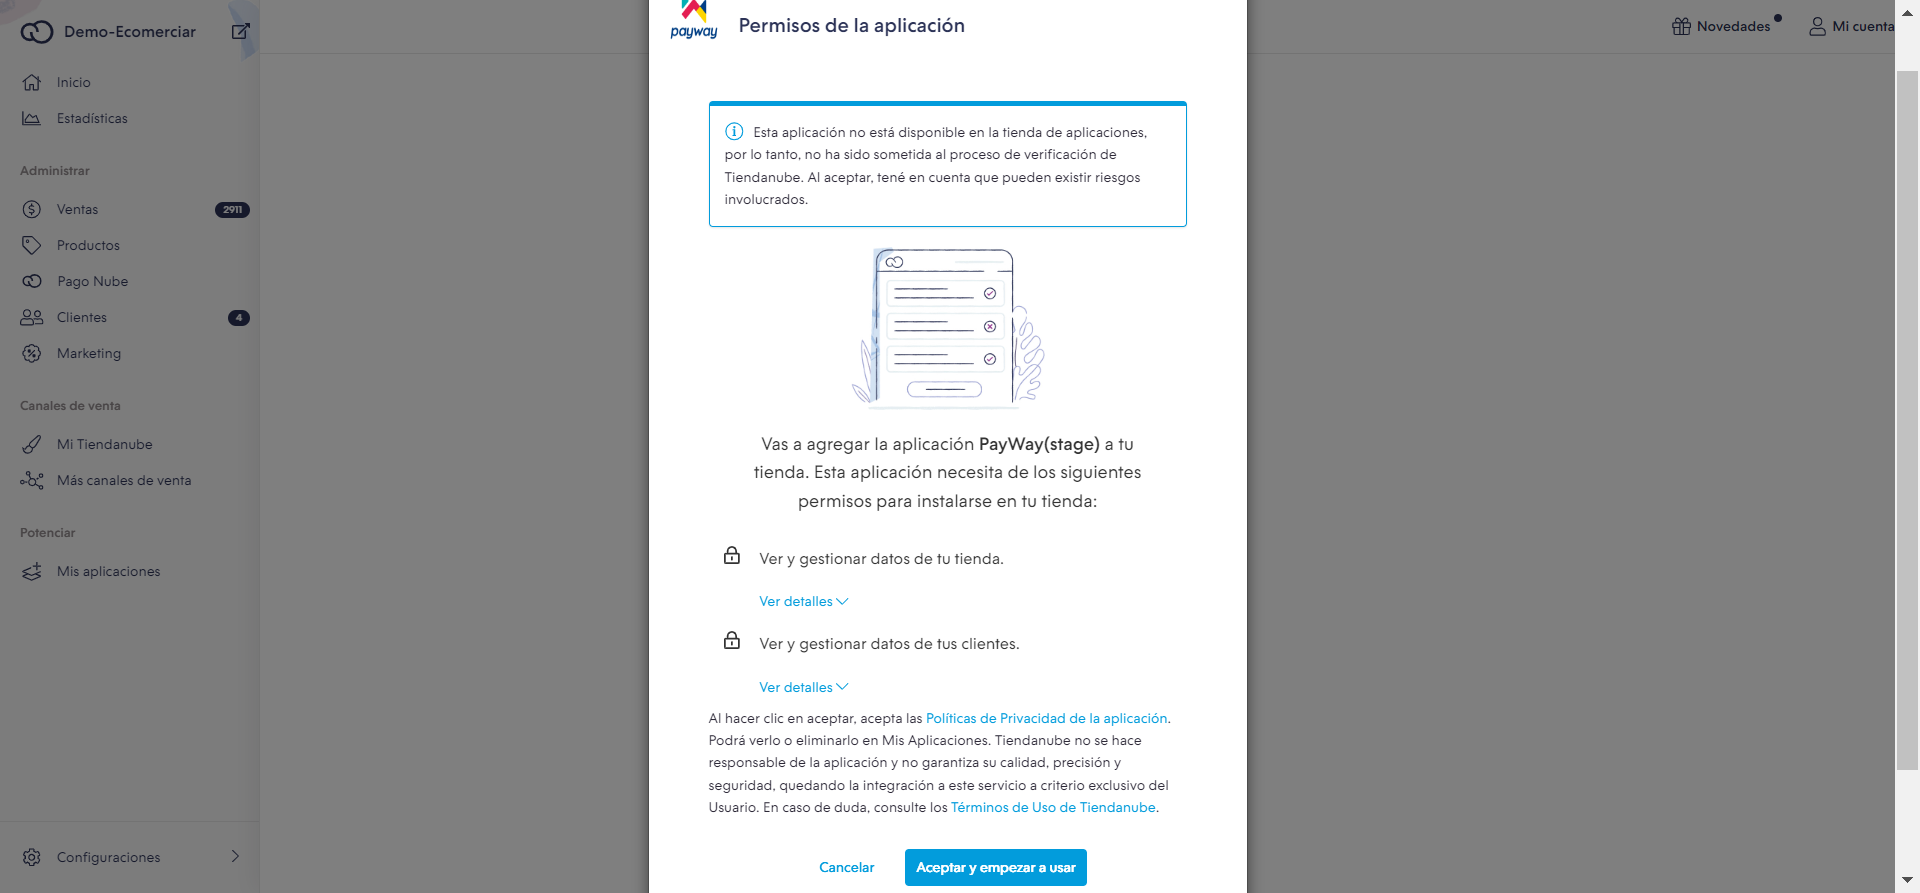 Demo-Ecomerciar
Inicio
Estadísticas
Administrar
Ventas 2911
Productos
Pago Nube
Clientes 4
Marketing
Canales de venta
Mi Tiendanube
Más canales de venta
Potenciar
Mis aplicaciones
Configuraciones
Novedades
Mi cuenta
payway
Permisos de la aplicación
Esta aplicación no está disponible en la tienda de aplicaciones,
por lo tanto, no ha sido sometida al proceso de verificación de
Tiendanube. Al aceptar, tené en cuenta que pueden existir riesgos
involucrados.
Vas a agregar la aplicación PayWay(stage) a tu
tienda. Esta aplicación necesita de los siguientes
permisos para instalarse en tu tienda:
Ver y gestionar datos de tu tienda.
Ver detalles
Ver y gestionar datos de tus clientes.
Ver detalles
Al hacer clic en aceptar, acepta las Políticas de Privacidad de la aplicación.
Podrá verlo o eliminarlo en Mis Aplicaciones. Tiendanube no se hace
responsable de la aplicación y no garantiza su calidad, precisión y
seguridad, quedando la integración a este servicio a criterio exclusivo del
Usuario. En caso de duda, consulte los Términos de Uso de Tiendanube.
Cancelar
Aceptar y empezar a usar